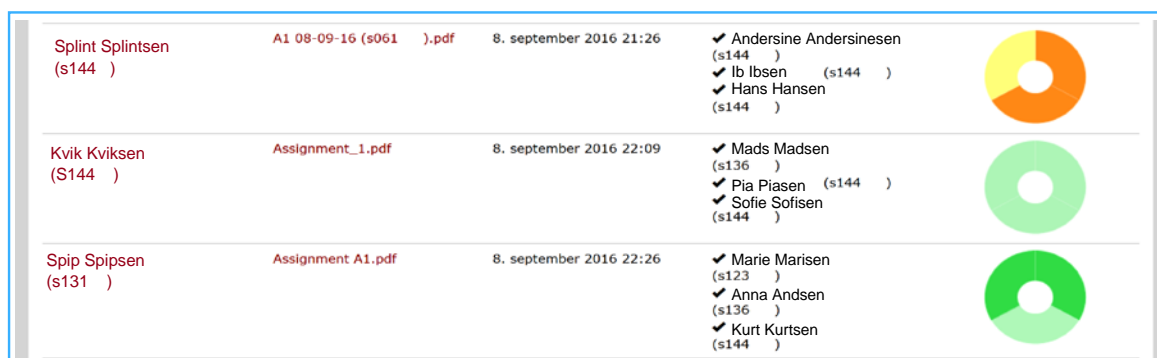 Splint Splintsen
(s144 )
A1 08-09-16 (s061 ).pdf
8. september 2016 21:26
✔ Andersine Andersinesen
(s144 )
✔ Ib Ibsen (s144 )
✔ Hans Hansen
(s144 )
Kvik Kviksen
(S144 )
Assignment_1.pdf
8. september 2016 22:09
✔ Mads Madsen
(s136 )
✔ Pia Piasen (s144 )
✔ Sofie Sofisen
(s144 )
Spip Spipsen
(s131 )
Assignment A1.pdf
8. september 2016 22:26
✔ Marie Marisen
(s123 )
✔ Anna Andsen
(s136 )
✔ Kurt Kurtsen
(s144 )